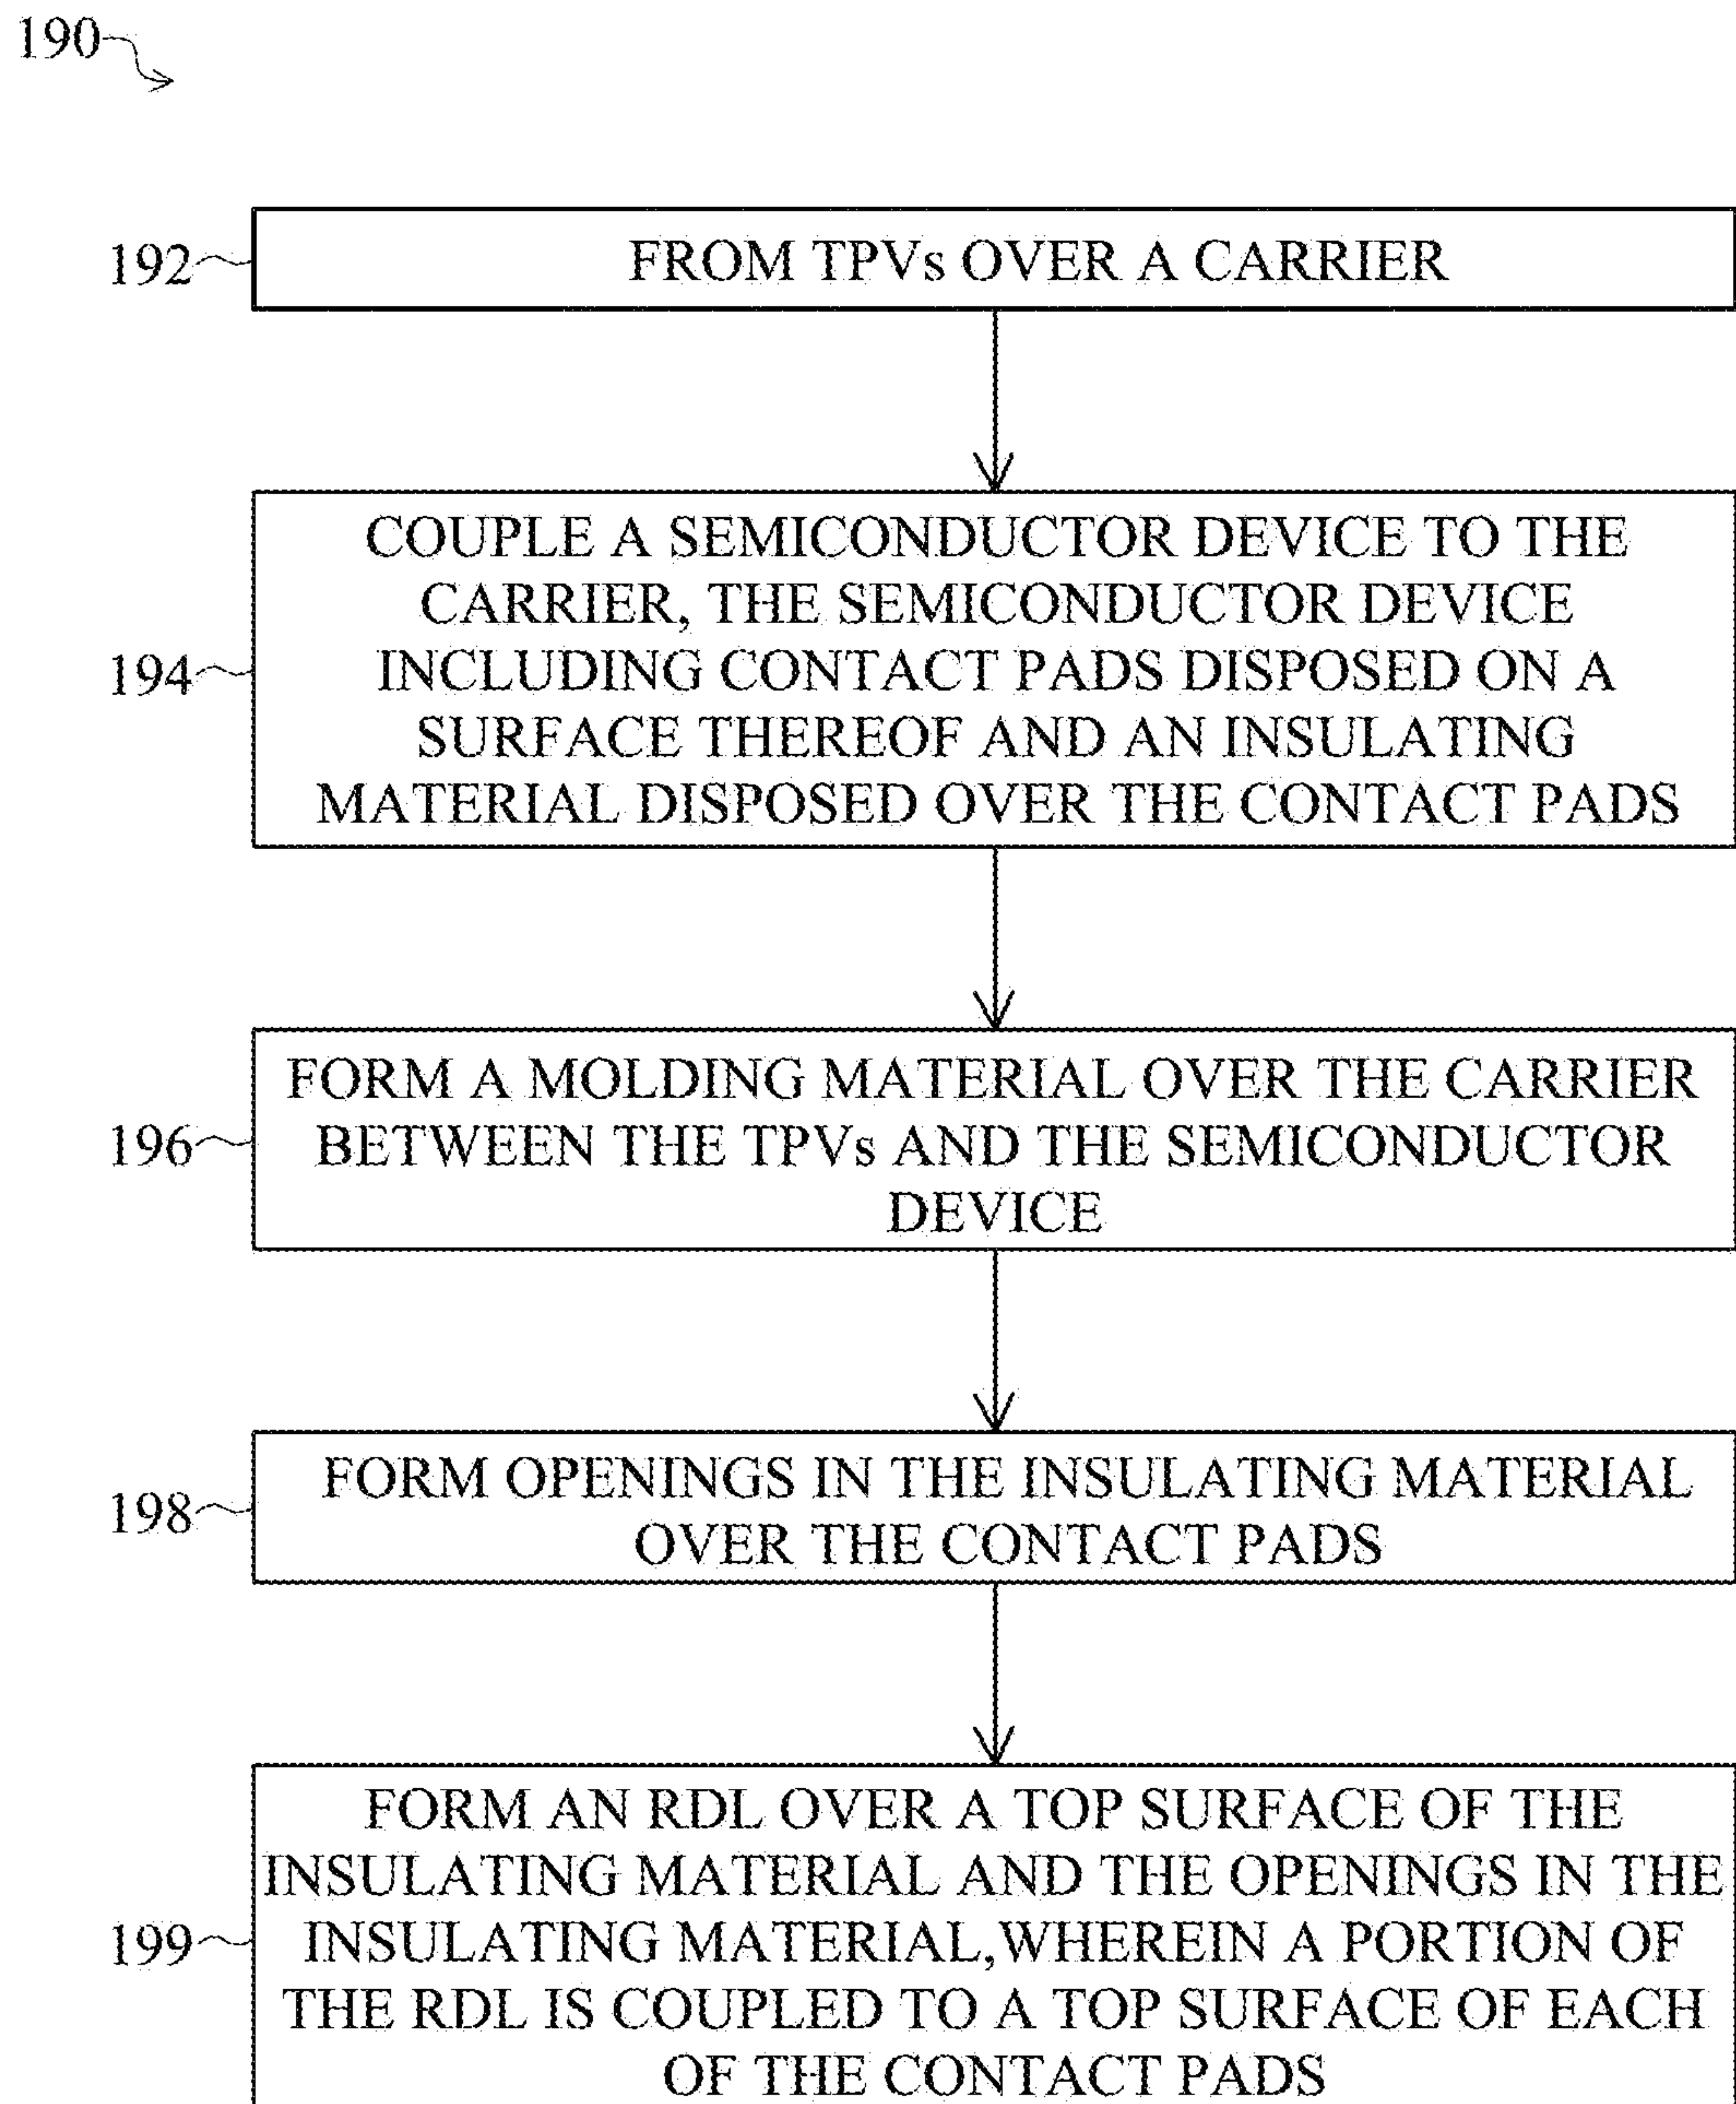 190
192
FROM TPVs OVER A CARRIER
194
COUPLE A SEMICONDUCTOR DEVICE TO THE
CARRIER, THE SEMICONDUCTOR DEVICE
INCLUDING CONTACT PADS DISPOSED ON A
SURFACE THEREOF AND AN INSULATING
MATERIAL DISPOSED OVER THE CONTACT PADS
196
FORM A MOLDING MATERIAL OVER THE CARRIER
BETWEEN THE TPVs AND THE SEMICONDUCTOR
DEVICE
198
FORM OPENINGS IN THE INSULATING MATERIAL
OVER THE CONTACT PADS
199
FORM AN RDL OVER A TOP SURFACE OF THE
INSULATING MATERIAL AND THE OPENINGS IN THE
INSULATING MATERIAL,WHEREIN A PORTION OF
THE RDL IS COUPLED TO A TOP SURFACE OF EACH
OF THE CONTACT PADS